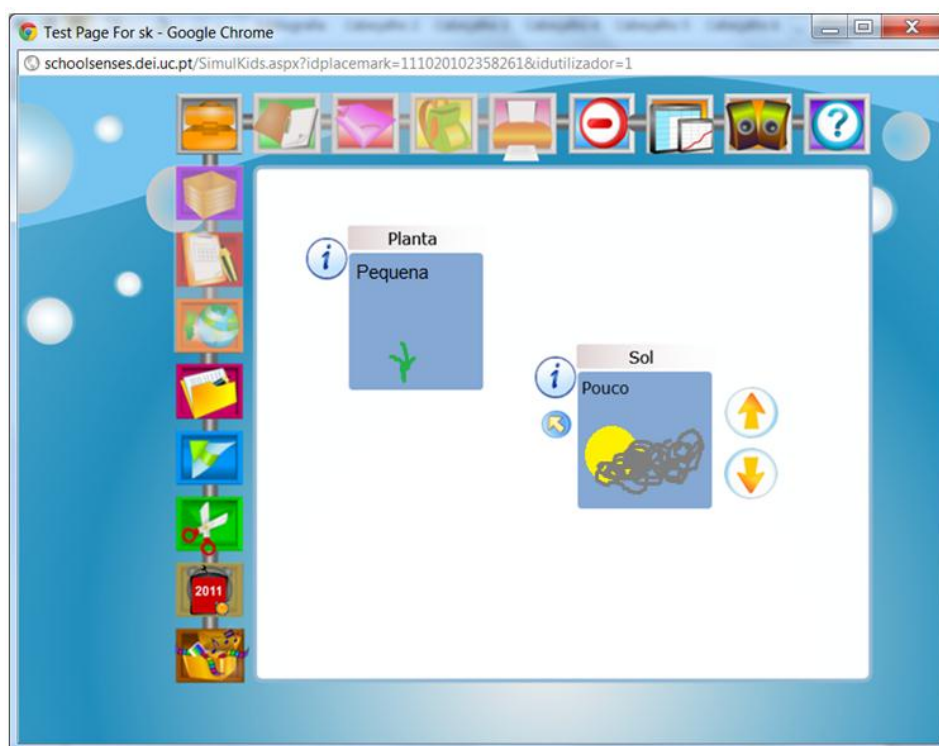 Test Page For sk - Google Chrome
schoolsenses.dei.uc.pt/SimulKids.aspx?idplacemark=111020102358261&idutilizador=1
Planta
Pequena
Sol
Pouco
2011